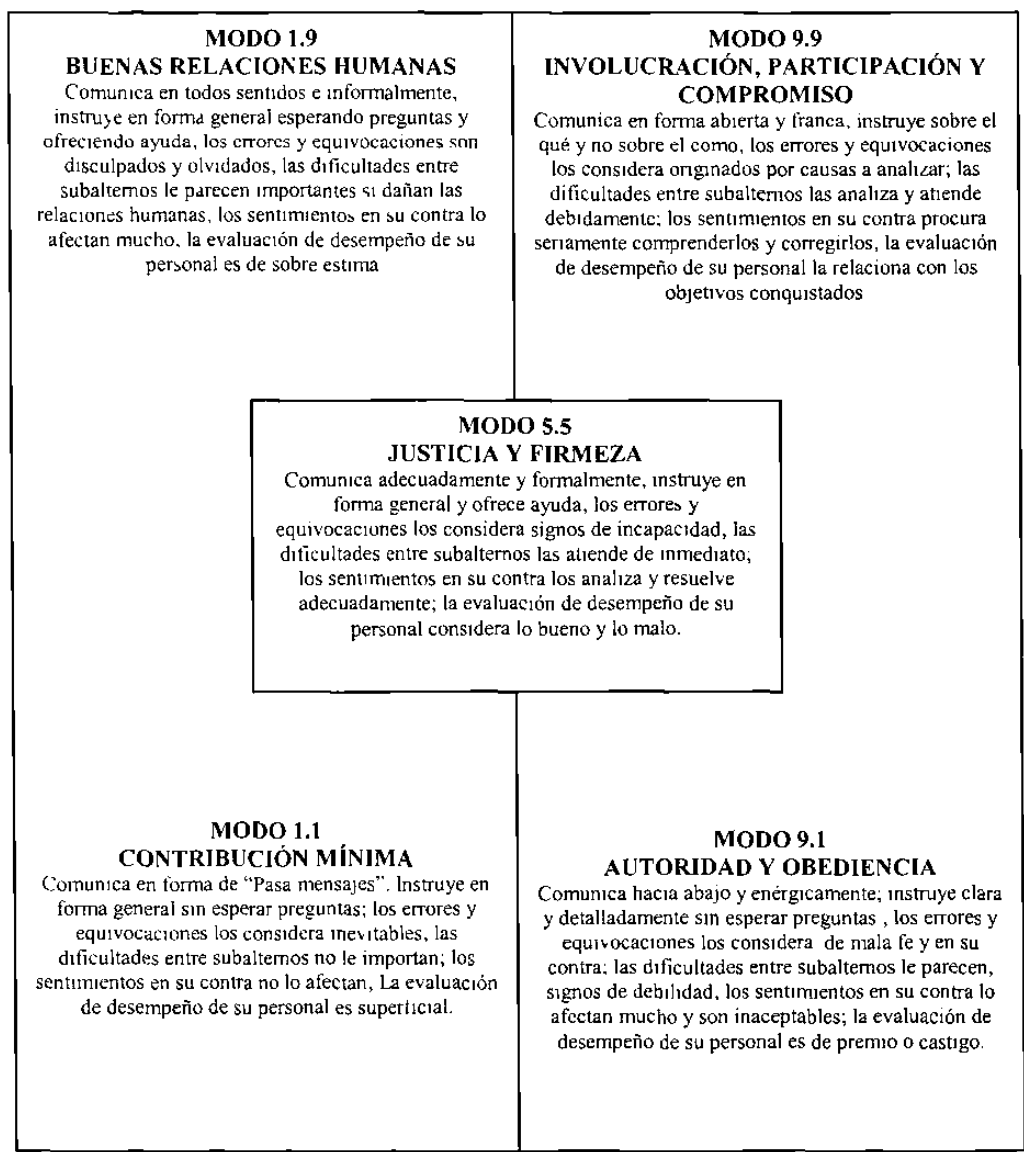 MODO 1.9
BUENAS RELACIONES HUMANAS
Comunica en todos sentidos e informalmente,
instruye en forma general esperando preguntas y
ofreciendo ayuda, los errores y equivocaciones son
disculpados y olvidados, las dificultades entre
subalternos le parecen importantes si dañan las
relaciones humanas, los sentimientos en su contra lo
afectan mucho, la evaluación de desempeño de su
personal es de sobre estima
MODO 9.9
INVOLUCRACIÓN, PARTICIPACIÓN Y
COMPROMISO
Comunica en forma abierta y franca, instruye sobre el
qué y no sobre el como, los errores y equivocaciones
los considera originados por causas a analizar; las
dificultades entre subalternos las analiza y atiende
debidamente; los sentimientos en su contra procura
seriamente comprenderlos y corregirlos, la evaluación
de desempeño de su personal la relaciona con los
objetivos conquistados
MODO 5.5
JUSTICIA Y FIRMEZA
Comunica adecuadamente y formalmente, instruye en
forma general y ofrece ayuda, los errores y
equivocaciones los considera signos de incapacidad, las
dificultades entre subalternos las atiende de inmediato;
los sentimientos en su contra los analiza y resuelve
adecuadamente; la evaluación de desempeño de su
personal considera lo bueno y lo malo.
MODO 1.1
CONTRIBUCIÓN MÍNIMA
Comunica en forma de “Pasa mensajes”. Instruye en
forma general sin esperar preguntas; los errores y
equivocaciones los considera inevitables, las
dificultades entre subalternos no le importan; los
sentimientos en su contra no lo afectan, La evaluación
de desempeño de su personal es superficial.
MODO 9.1
AUTORIDAD Y OBEDIENCIA
Comunica hacia abajo y enérgicamente; instruye clara
y detalladamente sin esperar preguntas , los errores y
equivocaciones los considera de mala fe y en su
contra; las dificultades entre subalternos le parecen,
signos de debilidad, los sentimientos en su contra lo
afectan mucho y son inaceptables; la evaluación de
desempeño de su personal es de premio o castigo.